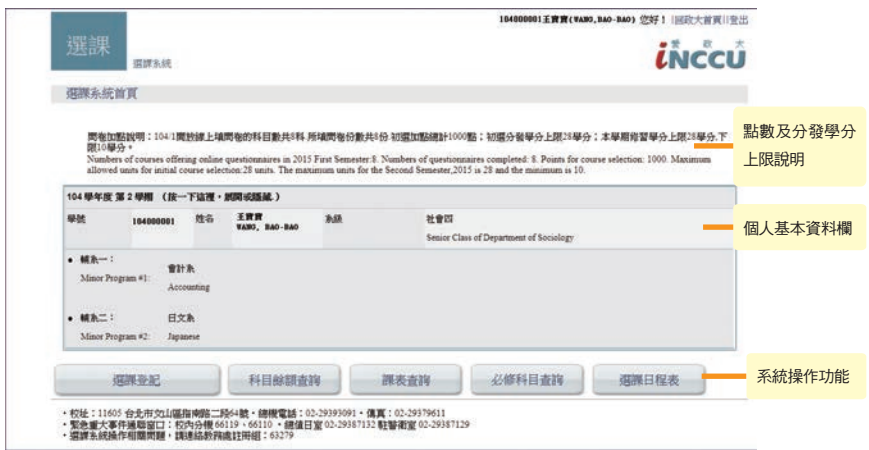 104000001王寶寶(WANG,BAO-BAO) 您好！ |回政大首頁||登出
選課
選課系統
愛 政 大
iNCCU
選課系統首頁
問卷加點說明：104/1開放線上填問卷的科目數共8科.所填問卷份數共8份.初選加點總計1000點；初選分發學分上限28學分；本學期修習學分上限28學分.下
限10學分。
Numbers of courses offering online questionnaires in 2015 First Semester:8. Numbers of questionnaires completed: 8. Points for course selection: 1000. Maximum
allowed units for initial course selection:28 units. The maximum units for the Second Semester,2015 is 28 and the minimum is 10.
點數及分發學分
上限說明
104 學年度 第 2 學期 （按一下這裡，展開或隱藏.）
學號 104000001 姓名 王寶寶 系級 社會四
WANG, BAO-BAO
Senior Class of Department of Sociology
個人基本資料欄
• 輔系一： 會計系
Minor Program #1: Accounting
• 輔系二： 日文系
Minor Program #2: Japanese
選課登記 科目餘額查詢 課表查詢 必修科目查詢 選課日程表
系統操作功能
・校址：11605 台北市文山區指南路二段64號・總機電話：02-29393091・傳真：02-29379611
・緊急重大事件通聯窗口：校內分機 66119、66110 ・總值日室 02-29387132 駐警衛室 02-29387129
・選課系統操作相關問題，請連絡教務處註冊組：63279